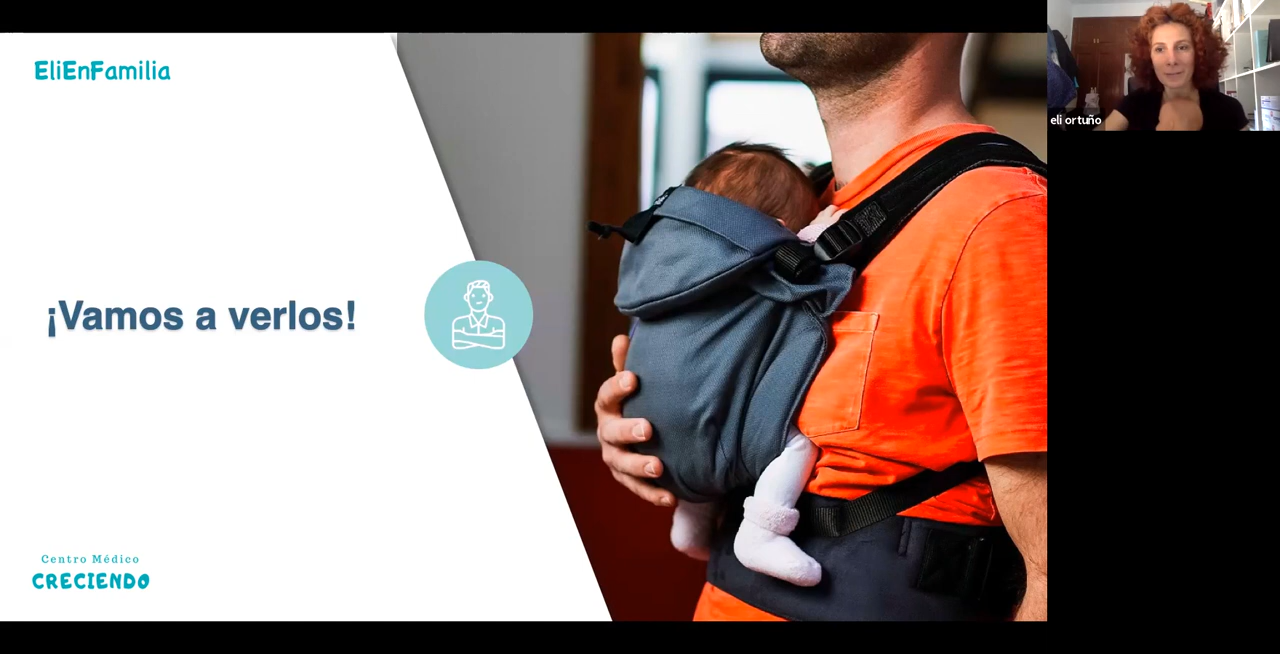 EliEnFamilia
eli ortuño
¡Vamos a verlos!
Centro Médico
CRECIENDO